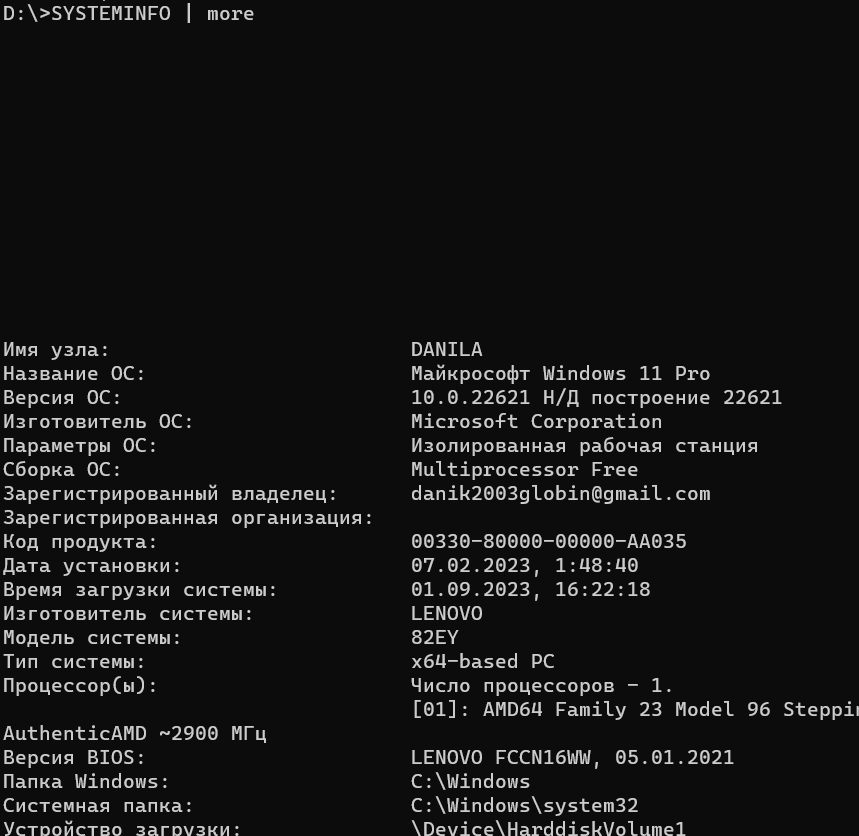 D:\>SYSTEMINFO | more
Имя узла: DANILA
Название ОС: Майкрософт Windows 11 Pro
Версия ОС: 10.0.22621 Н/Д построение 22621
Изготовитель ОС: Microsoft Corporation
Параметры ОС: Изолированная рабочая станция
Сборка ОС: Multiprocessor Free
Зарегистрированный владелец: danik2003globin@gmail.com
Зарегистрированная организация:
Код продукта: 00330-80000-00000-AA035
Дата установки: 07.02.2023, 1:48:40
Время загрузки системы: 01.09.2023, 16:22:18
Изготовитель системы: LENOVO
Модель системы: 82EY
Тип системы: x64-based PC
Процессор(ы): Число процессоров - 1.
[01]: AMD64 Family 23 Model 96
AuthenticAMD ~2900 МГц
Версия BIOS: LENOVO FCCN16WW, 05.01.2021
Папка Windows: C:\Windows
Системная папка: C:\Windows\system32
Устройство загрузки: \Device\HarddiskVolume1